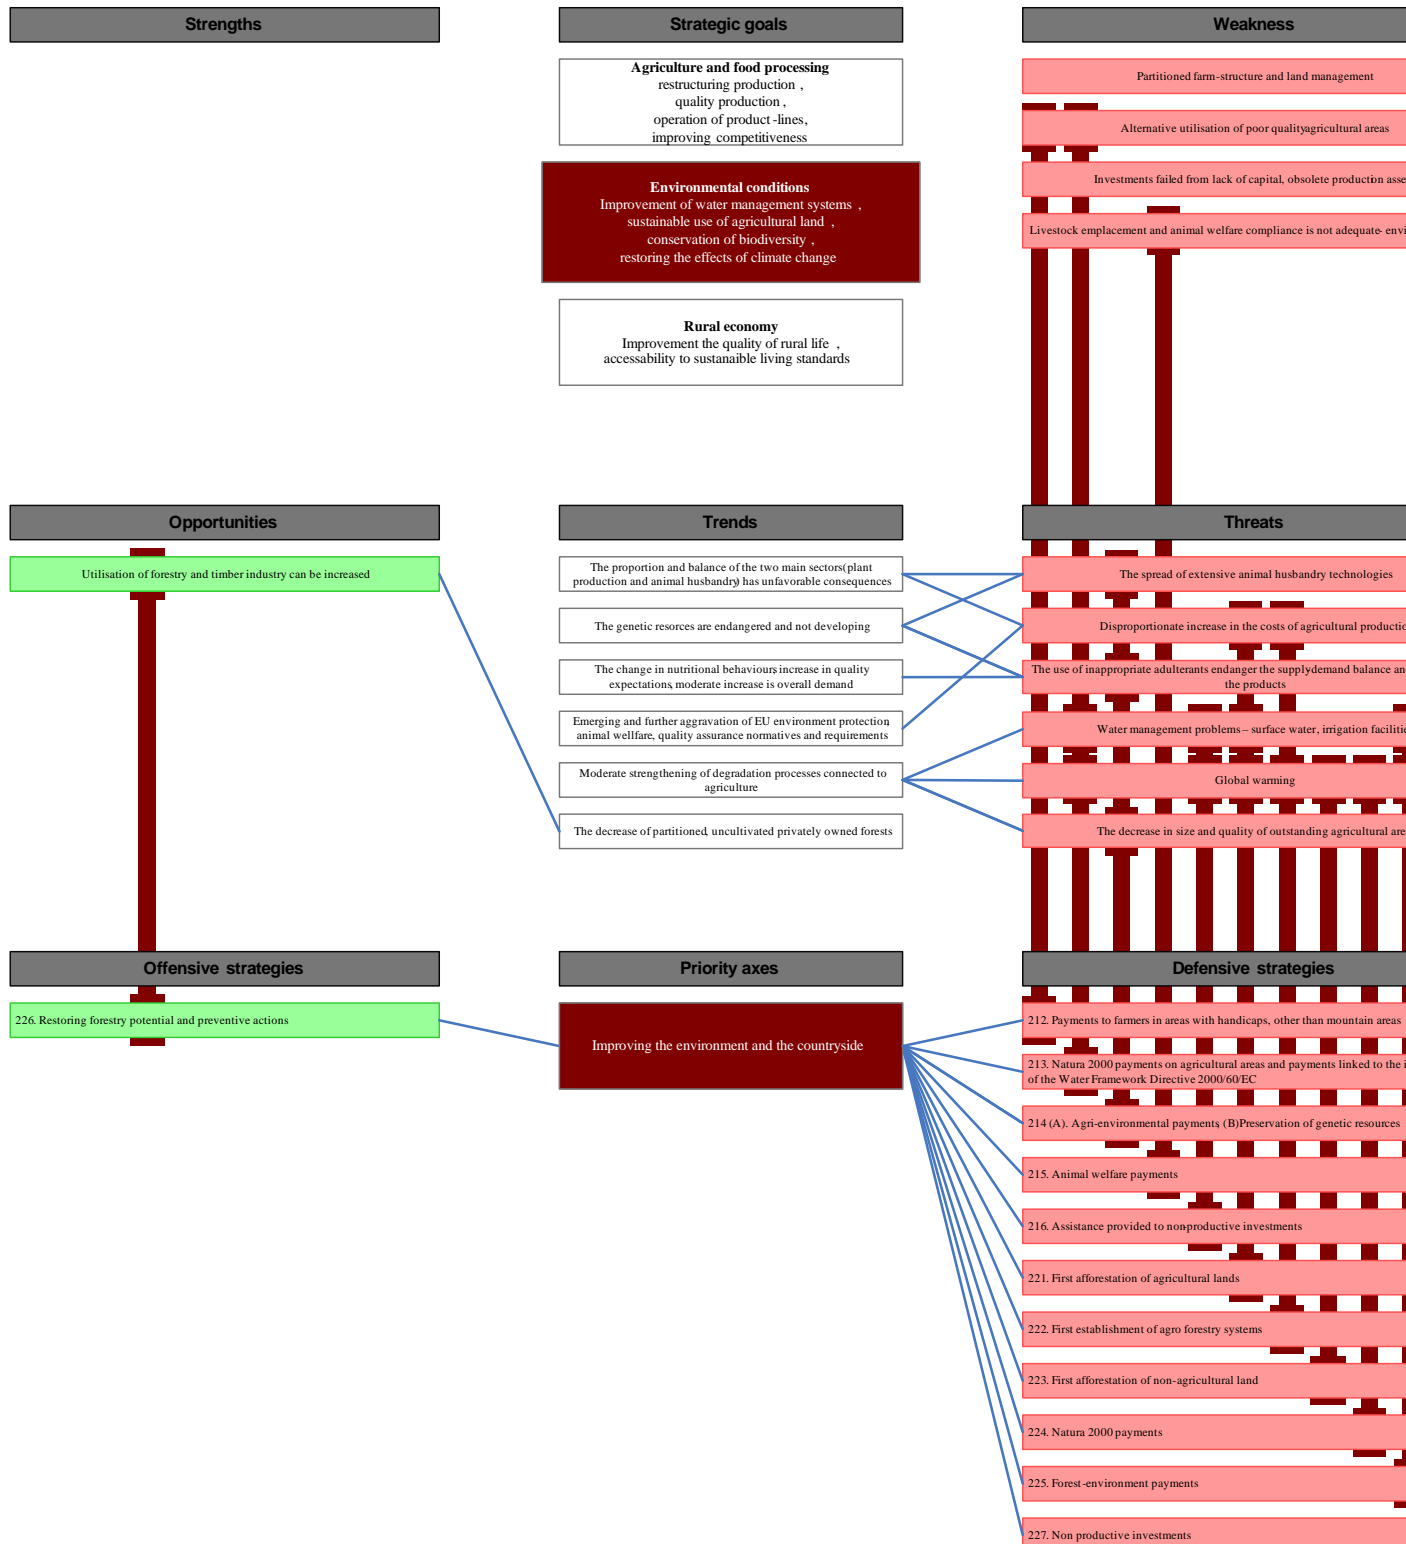 Strengths
Strategic goals
Weakness
Agriculture and food processing
restructuring production ,
quality production ,
operation of product -lines,
improving competitiveness
Environmental conditions
Improvement of water management systems ,
sustainable use of agricultural land ,
conservation of biodiversity ,
restoring the effects of climate change
Rural economy
Improvement the quality of rural life ,
accessability to sustanaible living standards
Partitioned farm-structure and land management
Alternative utilisation of poor qualityagricultural areas
Investments failed from lack of capital, obsolete production asse
Livestock emplacement and animal welfare compliance is not adequate- envi
Opportunities
Trends
Threats
Utilisation of forestry and timber industry can be increased
The proportion and balance of the two main sectors(plant
production and animal husbandry) has unfavorable consequences
The genetic resorces are endangered and not developing
The change in nutritional behaviours, increase in quality
expectations, moderate increase is overall demand
Emerging and further aggravation of EU environment protection,
animal wellfare, quality assurance normatives and requirements
Moderate strengthening of degradation processes connected to
agriculture
The decrease of partitioned, uncultivated privately owned forests
The spread of extensive animal husbandry technologies
Disproportionate increase in the costs of agricultural productio
The use of inappropriate adulterants endanger the supplydemand balance an
the products
Water management problems – surface water, irrigation facilitie
Global warming
The decrease in size and quality of outstanding agricultural are
Offensive strategies
Priority axes
Defensive strategies
226. Restoring forestry potential and preventive actions
Improving the environment and the countryside
212. Payments to farmers in areas with handicaps, other than mountain areas
213. Natura 2000 payments on agricultural areas and payments linked to the i
of the Water Framework Directive 2000/60/EC
214 (A). Agri-environmental payments, (B)Preservation of genetic resources
215. Animal welfare payments
216. Assistance provided to non-productive investments
221. First afforestation of agricultural lands
222. First establishment of agro forestry systems
223. First afforestation of non-agricultural land
224. Natura 2000 payments
225. Forest-environment payments
227. Non productive investments